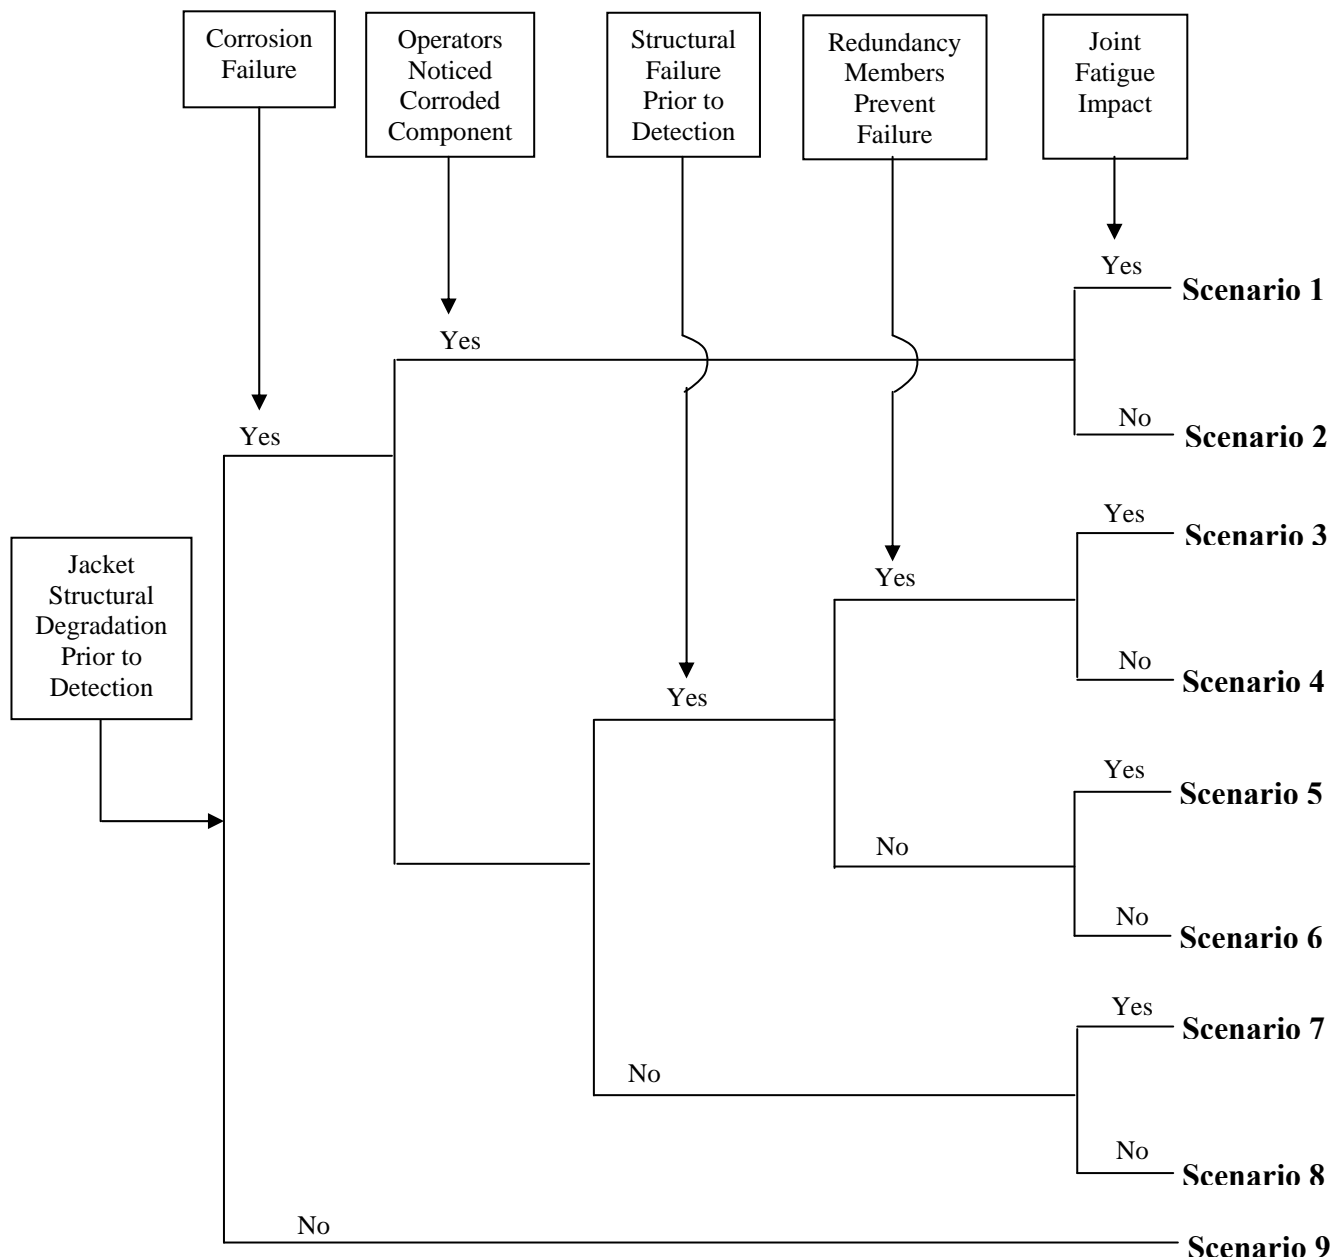 Corrosion
Failure
Operators
Noticed
Corroded
Component
Structural
Failure
Prior to
Detection
Redundancy
Members
Prevent
Failure
Joint
Fatigue
Impact
Yes
Scenario 1
Yes
No
Scenario 2
Yes
Yes
Scenario 3
Jacket
Structural
Degradation
Prior to
Detection
Yes
No
Scenario 4
Yes
Yes
Scenario 5
No
No
Scenario 6
Yes
Scenario 7
No
No
Scenario 8
No
Scenario 9